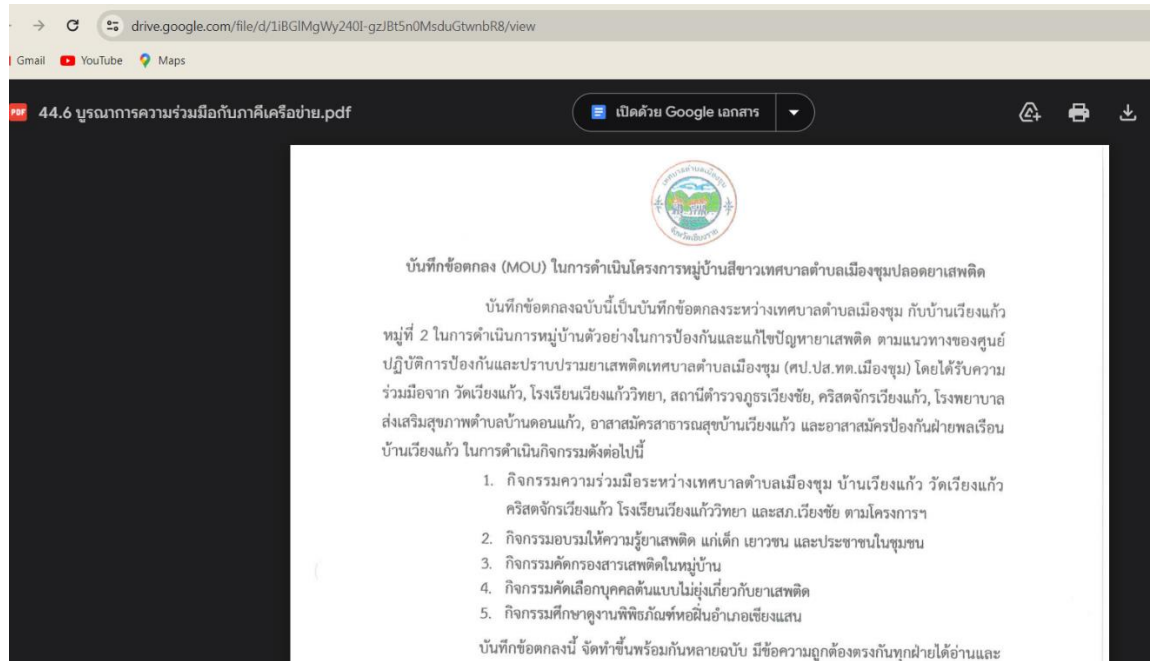 drive.google.com/file/d/1iBGlMgWy240I-gzJBt5n0MsduGtwnbR8/view
Gmail YouTube Maps
PDF 44.6 บูรณาการความร่วมมือกับภาคีเครือข่าย.pdf เปิดด้วย Google เอกสาร
เทศบาลตำบลเมืองชุม
จังหวัดเชียงราย
บันทึกข้อตกลง (MOU) ในการดำเนินโครงการหมู่บ้านสีขาวเทศบาลตำบลเมืองชุมปลอดยาเสพติด
บันทึกข้อตกลงฉบับนี้เป็นบันทึกข้อตกลงระหว่างเทศบาลตำบลเมืองชุม กับบ้านเวียงแก้ว
หมู่ที่ 2 ในการดำเนินการหมู่บ้านตัวอย่างในการป้องกันและแก้ไขปัญหายาเสพติด ตามแนวทางของศูนย์
ปฏิบัติการป้องกันและปราบปรามยาเสพติดเทศบาลตำบลเมืองชุม (ศป.ปส.ทต.เมืองชุม) โดยได้รับความ
ร่วมมือจาก วัดเวียงแก้ว, โรงเรียนเวียงแก้ววิทยา, สถานีตำรวจภูธรเวียงชัย, คริสตจักรเวียงแก้ว, โรงพยาบาล
ส่งเสริมสุขภาพตำบลบ้านดอนแก้ว, อาสาสมัครสาธารณสุขบ้านเวียงแก้ว และอาสาสมัครป้องกันฝ่ายพลเรือน
บ้านเวียงแก้ว ในการดำเนินกิจกรรมดังต่อไปนี้
1. กิจกรรมความร่วมมือระหว่างเทศบาลตำบลเมืองชุม บ้านเวียงแก้ว วัดเวียงแก้ว
คริสตจักรเวียงแก้ว โรงเรียนเวียงแก้ววิทยา และสภ.เวียงชัย ตามโครงการฯ
2. กิจกรรมอบรมให้ความรู้ยาเสพติด แก่เด็ก เยาวชน และประชาชนในชุมชน
3. กิจกรรมคัดกรองสารเสพติดในหมู่บ้าน
4. กิจกรรมคัดเลือกบุคคลต้นแบบไม่ยุ่งเกี่ยวกับยาเสพติด
5. กิจกรรมศึกษาดูงานพิพิธภัณฑ์หอฝิ่นอำเภอเชียงแสน
บันทึกข้อตกลงนี้ จัดทำขึ้นพร้อมกันหลายฉบับ มีข้อความถูกต้องตรงกันทุกฝ่ายได้อ่านและ